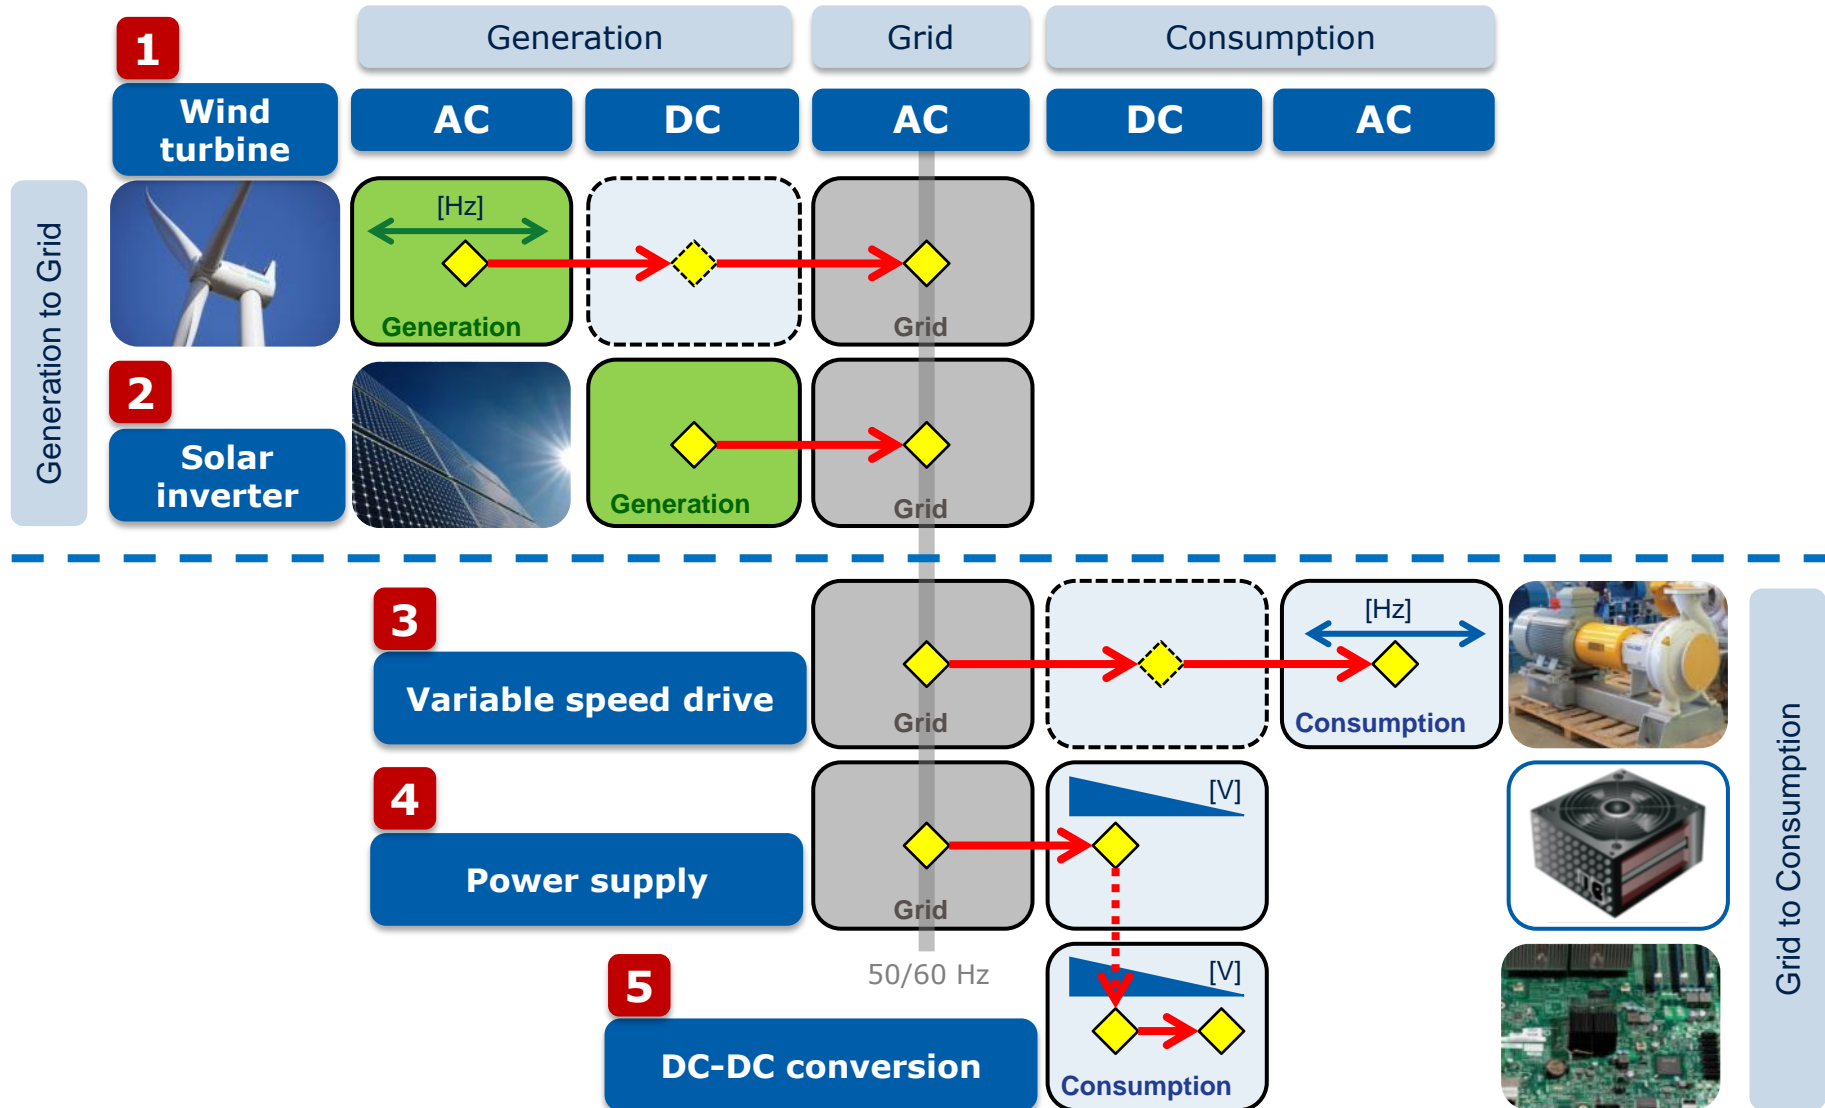 1
Generation
Grid
Consumption
Wind
turbine
AC
DC
AC
DC
AC
Generation to Grid
[Hz]
Generation
Grid
2
Solar
inverter
Generation
Grid
3
Variable speed drive
Grid
[Hz]
Consumption
4
Power supply
Grid
[V]
50/60 Hz
5
DC-DC conversion
[V]
Consumption
Grid to Consumption